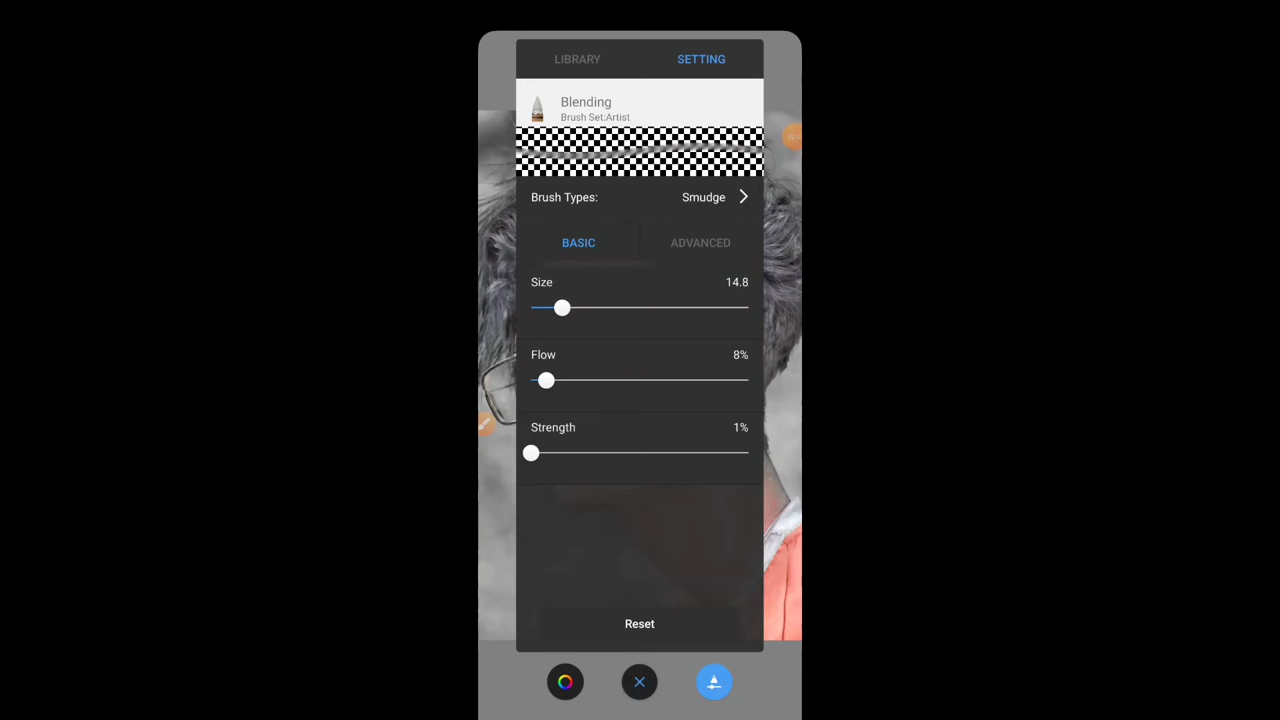 LIBRARY SETTING
Blending
Brush Set:Artist
Brush Types: Smudge
BASIC ADVANCED
Size 14.8
Flow 8%
Strength 1%
Reset